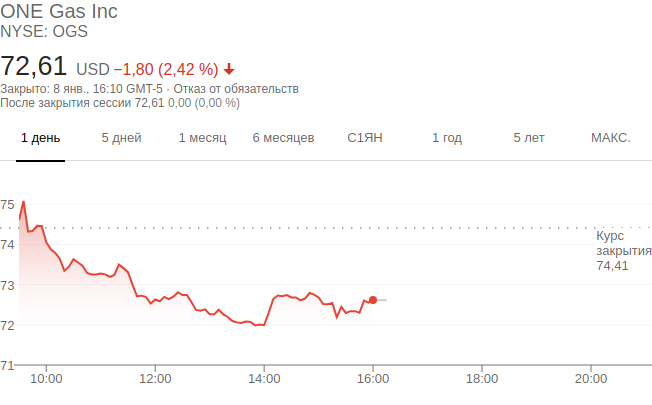 ONE Gas Inc
NYSE: OGS
72,61 USD −1,80 (2,42 %)
Закрыто: 8 янв., 16:10 GMT-5 · Отказ от обязательств
После закрытия сессии 72,61 0,00 (0,00 %)
1 день 5 дней 1 месяц 6 месяцев С1ЯН 1 год 5 лет МАКС.
75
Курс
закрытия
74,41
74
73
72
71
10:00 12:00 14:00 16:00 18:00 20:00